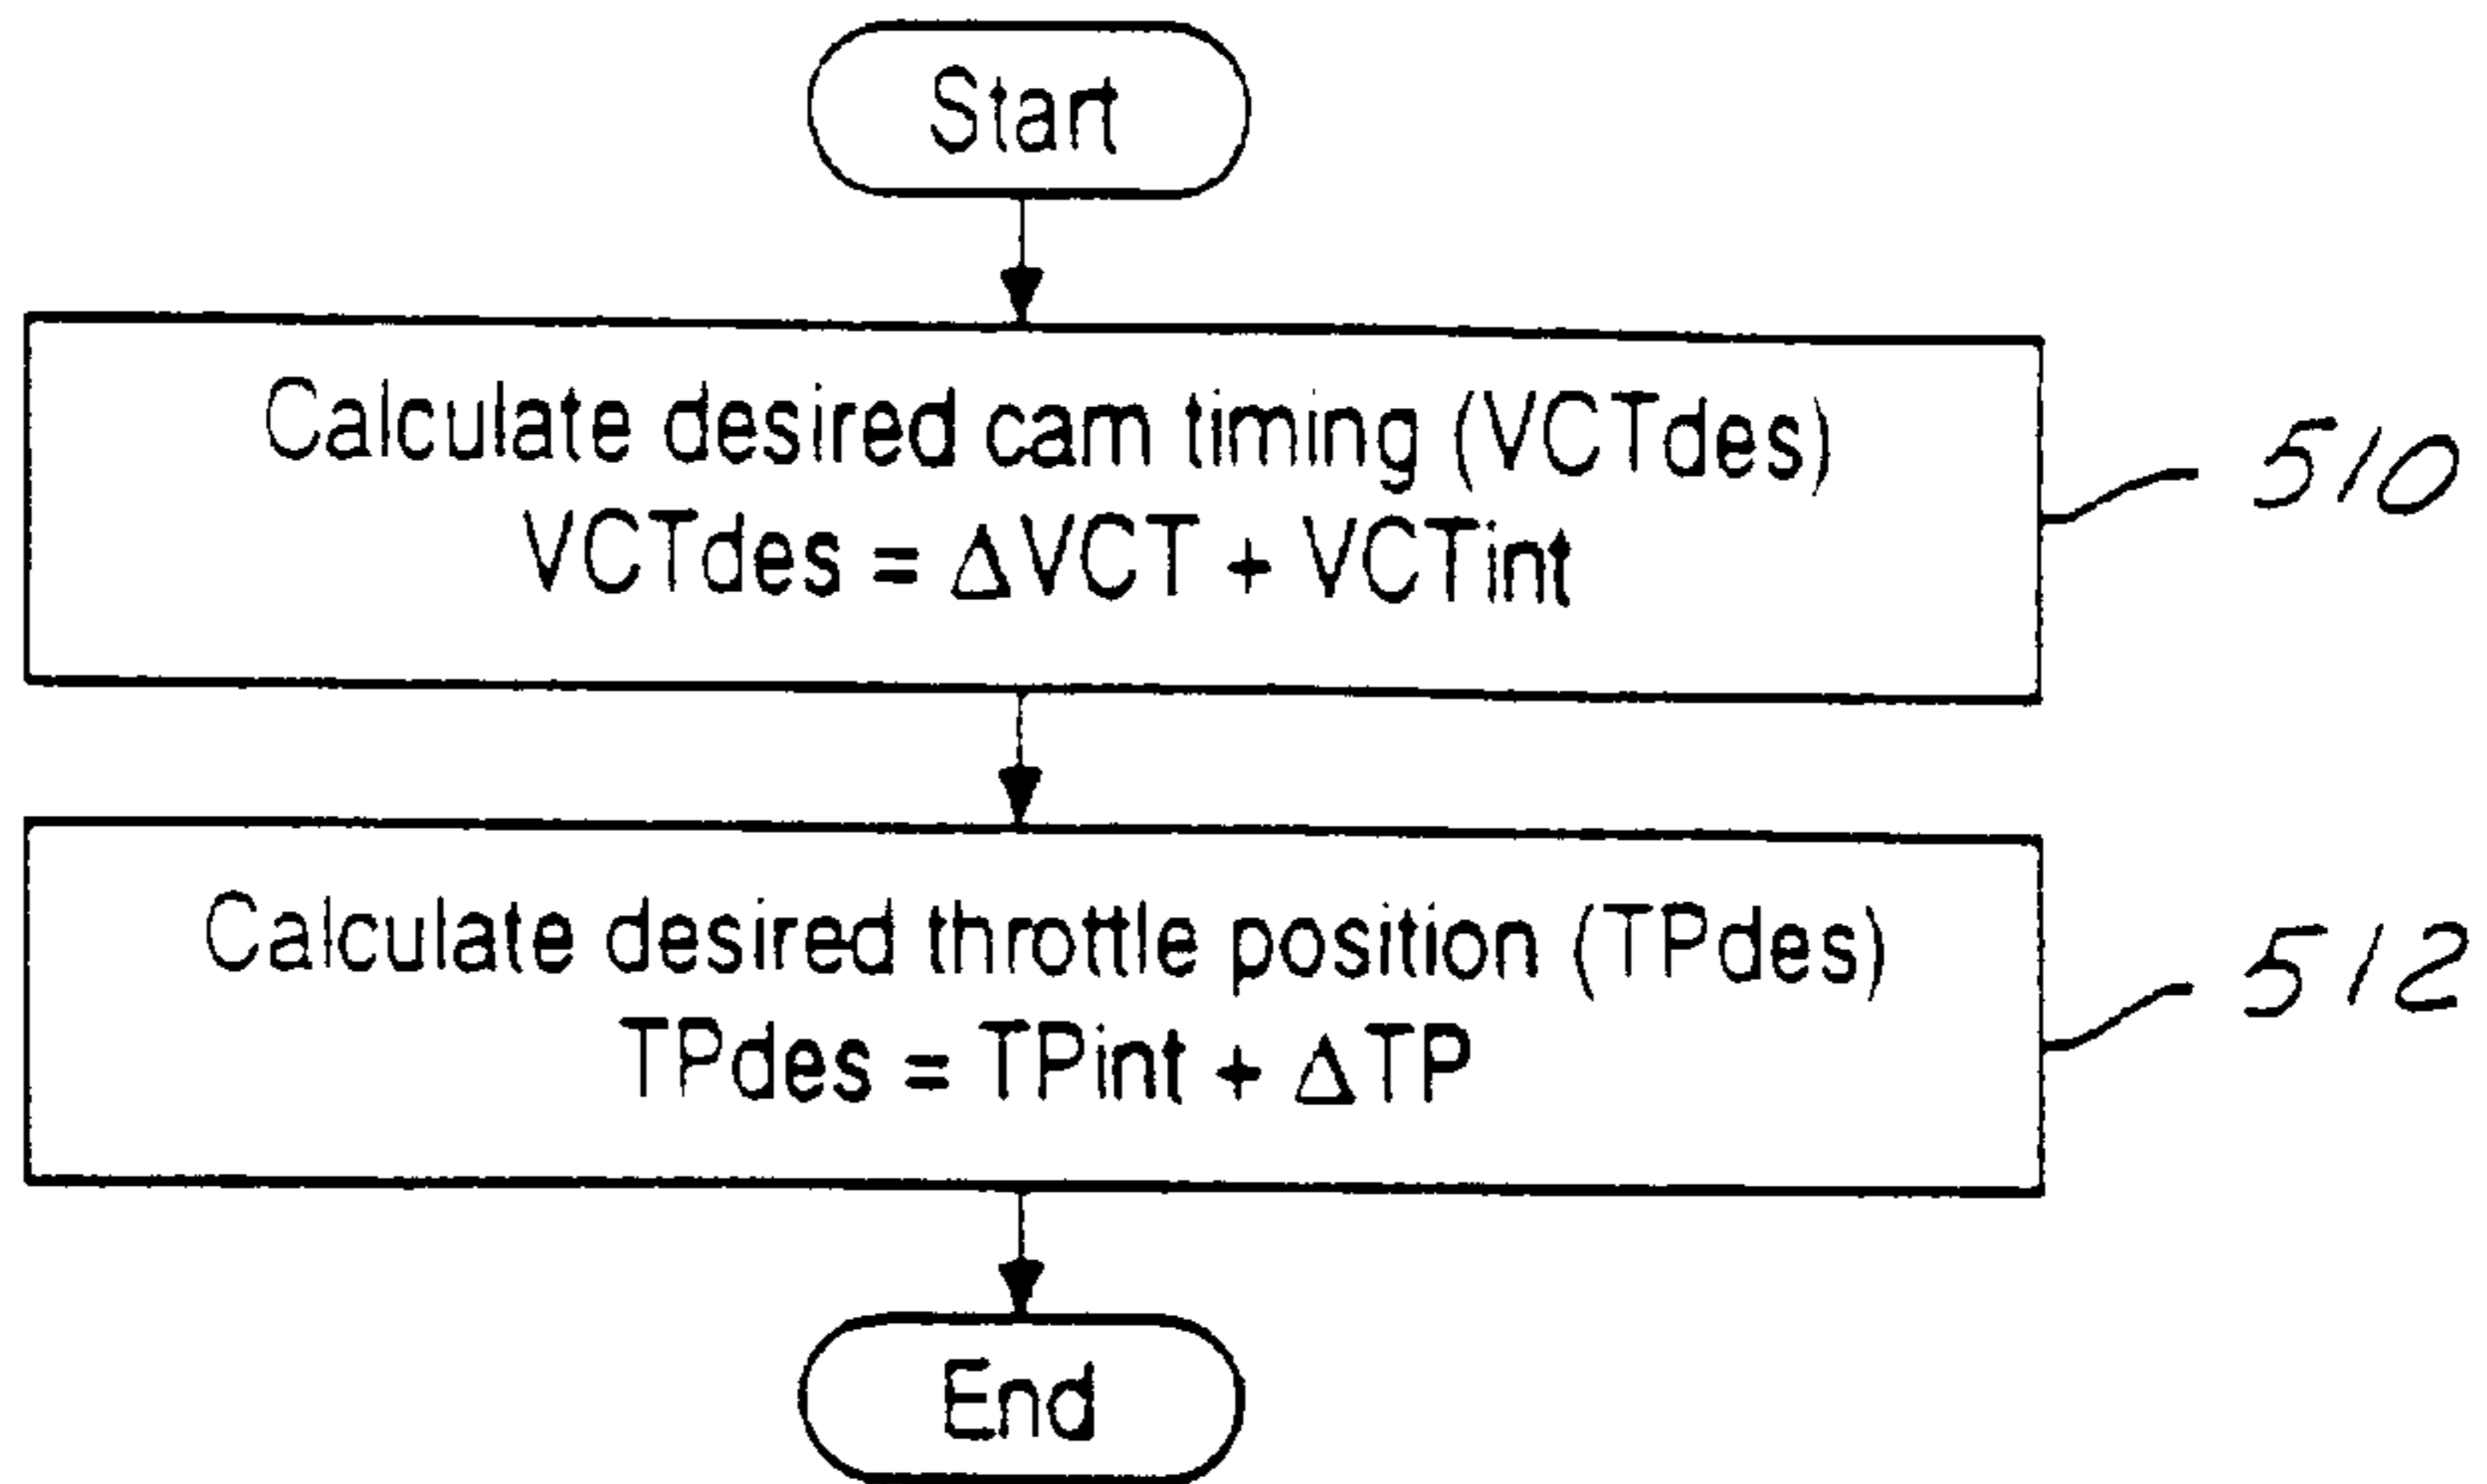 Start
Calculate desired cam timing (VCTdes)
VCTdes = ΔVCT + VCTint
510
Calculate desired throttle position (TPdes)
TPdes = TPint + ΔTP
512
End